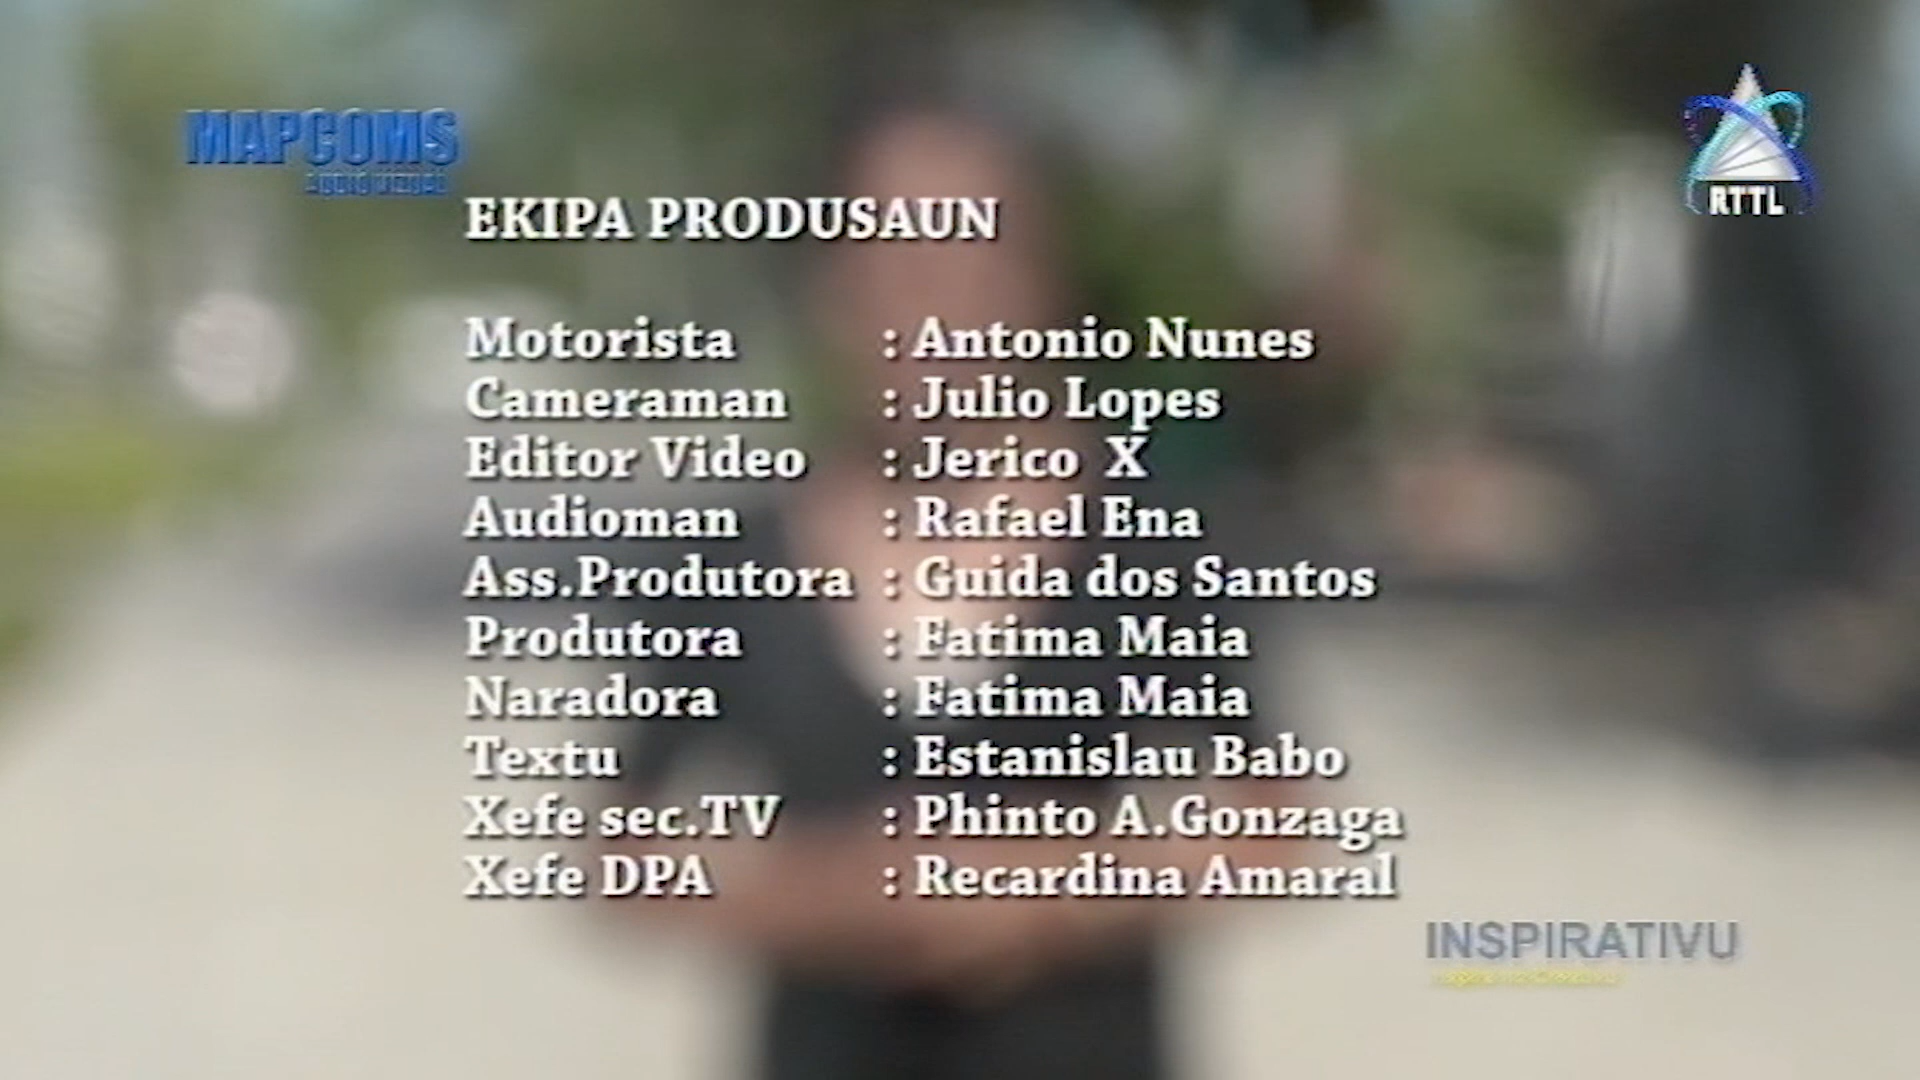 MAPCOMS
AUDIO VIZUAL
RTTL
EKIPA PRODUSAUN
Motorista : Antonio Nunes
Cameraman : Julio Lopes
Editor Video : Jerico X
Audioman : Rafael Ena
Ass.Produtora : Guida dos Santos
Produtora : Fatima Maia
Naradora : Fatima Maia
Textu : Estanislau Babo
Xefe sec.TV : Phinto A.Gonzaga
Xefe DPA : Recardina Amaral
INSPIRATIVU